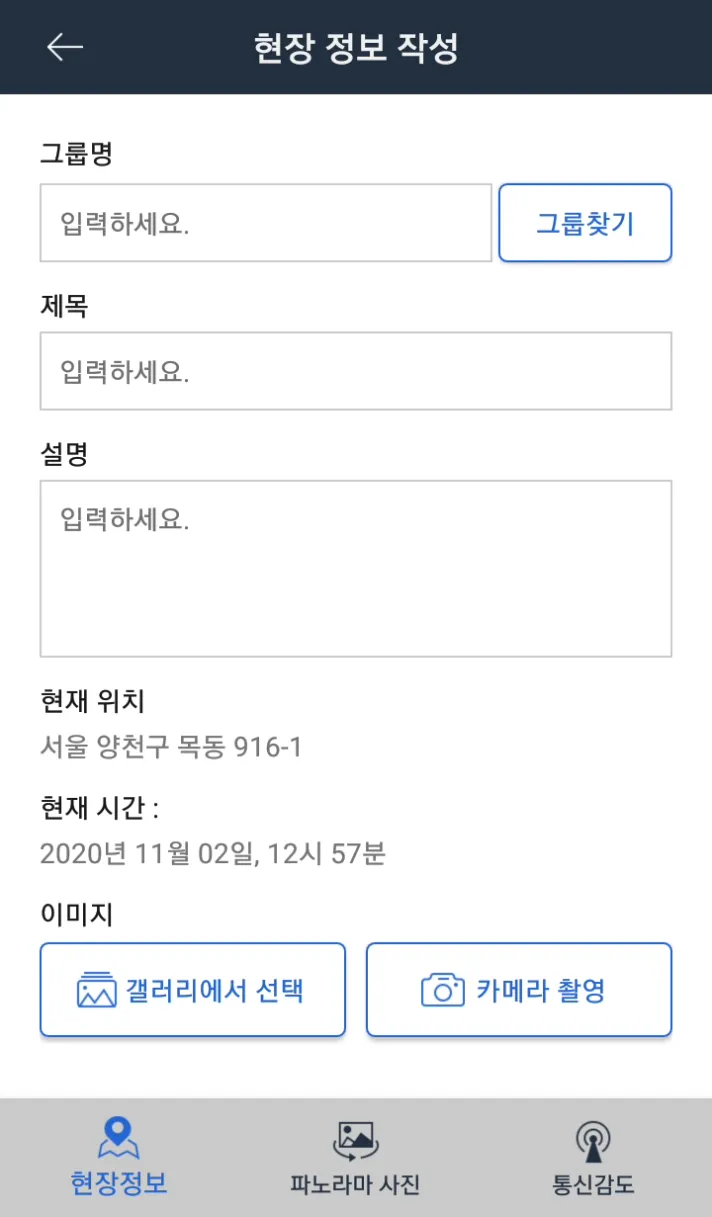 현장 정보 작성
그룹명
입력하세요. 그룹찾기
제목
입력하세요.
설명
입력하세요.
현재 위치
서울 양천구 목동 916-1
현재 시간 :
2020년 11월 02일, 12시 57분
이미지
갤러리에서 선택 카메라 촬영
현장정보 파노라마 사진 통신감도